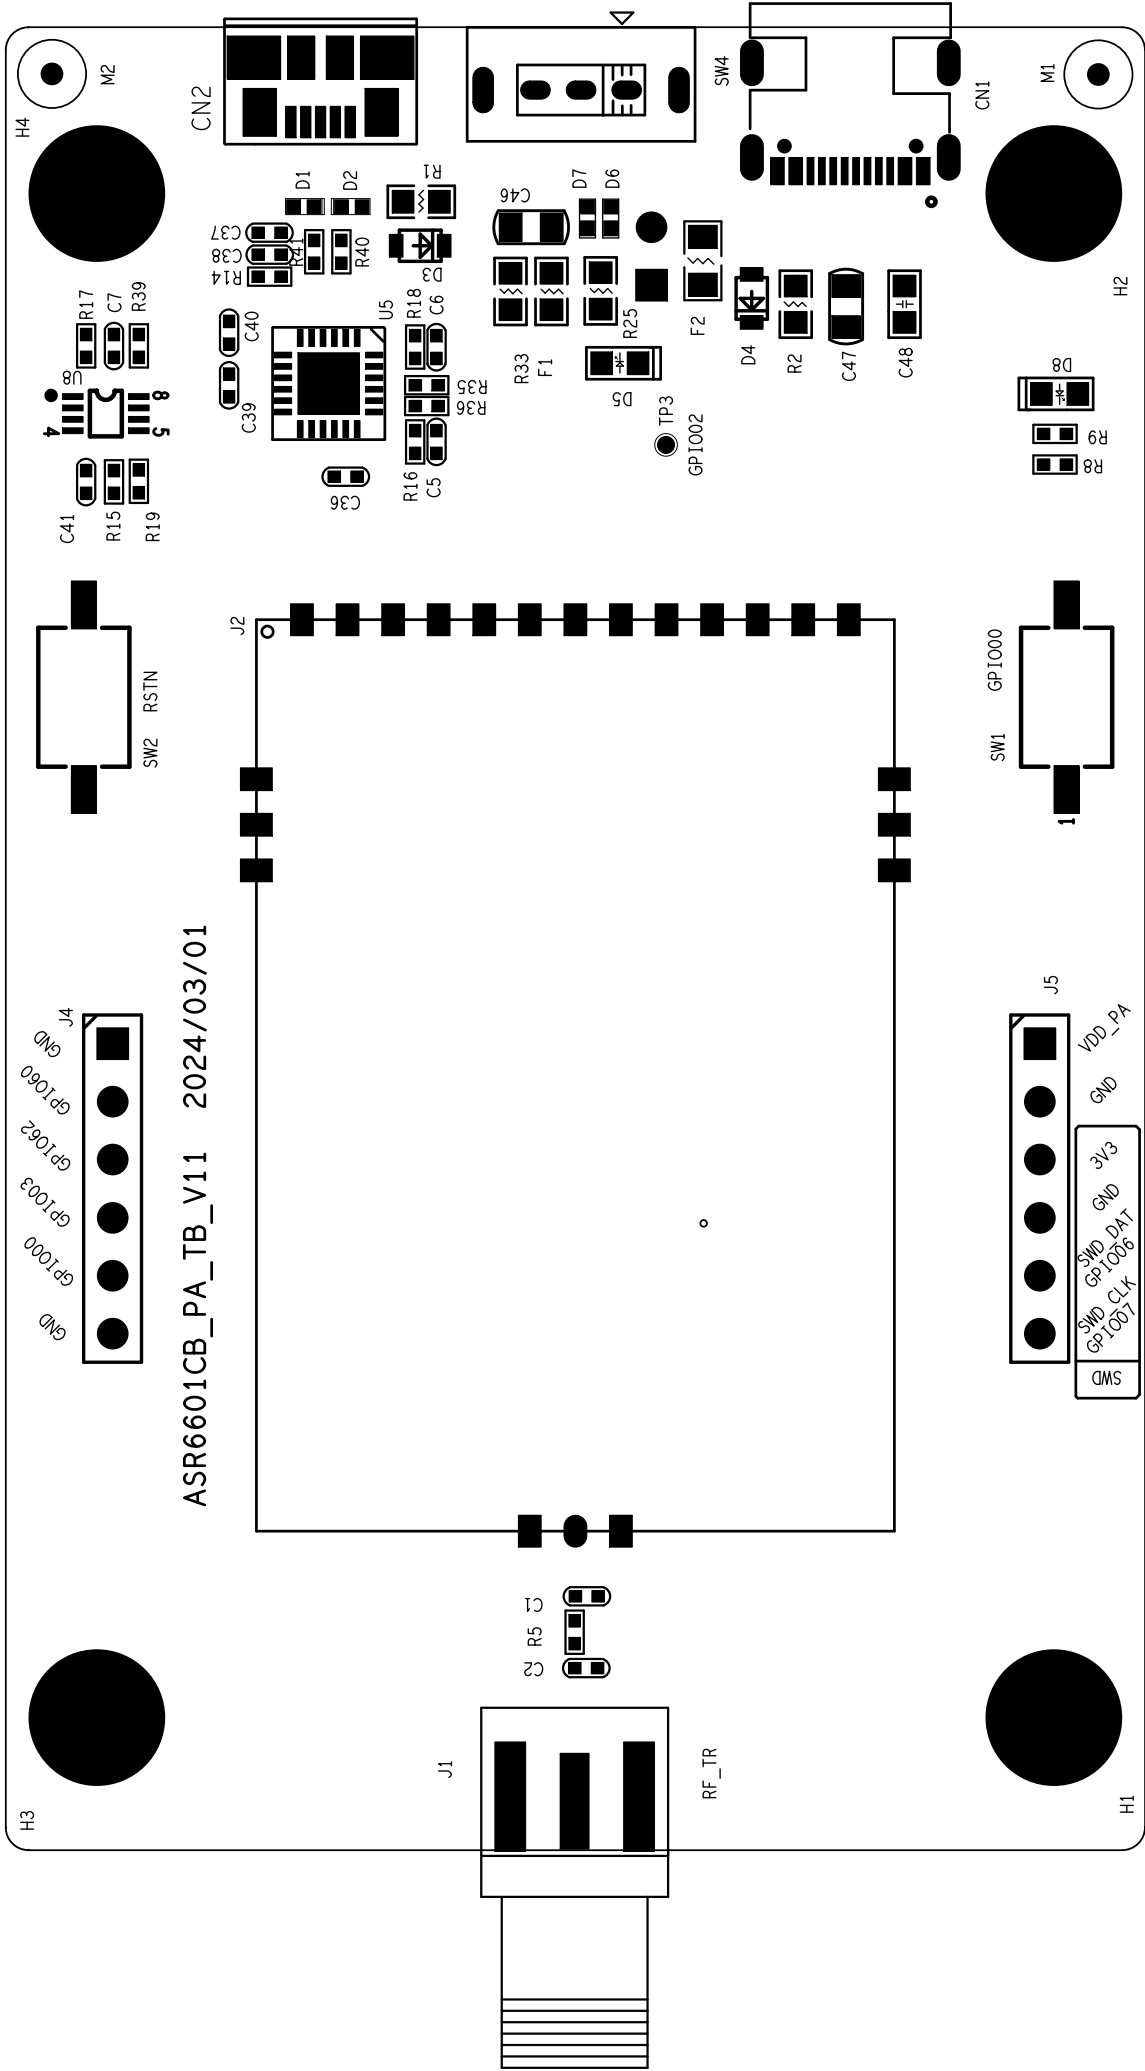 M2
H4
CN2
SW4
CN1
M1
H2
D1
D2
R1
C37
C38
R14
R41
R40
D3
C46
D7
D6
R17
C7
R39
C40
U5
R18
C6
R33
F1
R25
F2
D4
R2
C47
C48
D8
U8
8
4
5
C39
R35
R36
D5
TP3
GPIO02
R9
R8
C41
R15
R19
C36
R16
C5
J2
RSTN
SW2
GPIO00
SW1
1
ASR6601CB_PA_TB_V11 2024/03/01
J4
GND
GPIO60
GPIO62
GPIO03
GPIO00
GND
J5
VDD_PA
GND
3V3
GND
SWD_DAT
GPIO06
SWD_CLK
GPIO07
SWD
C1
R5
C2
J1
RF_TR
H3
H1